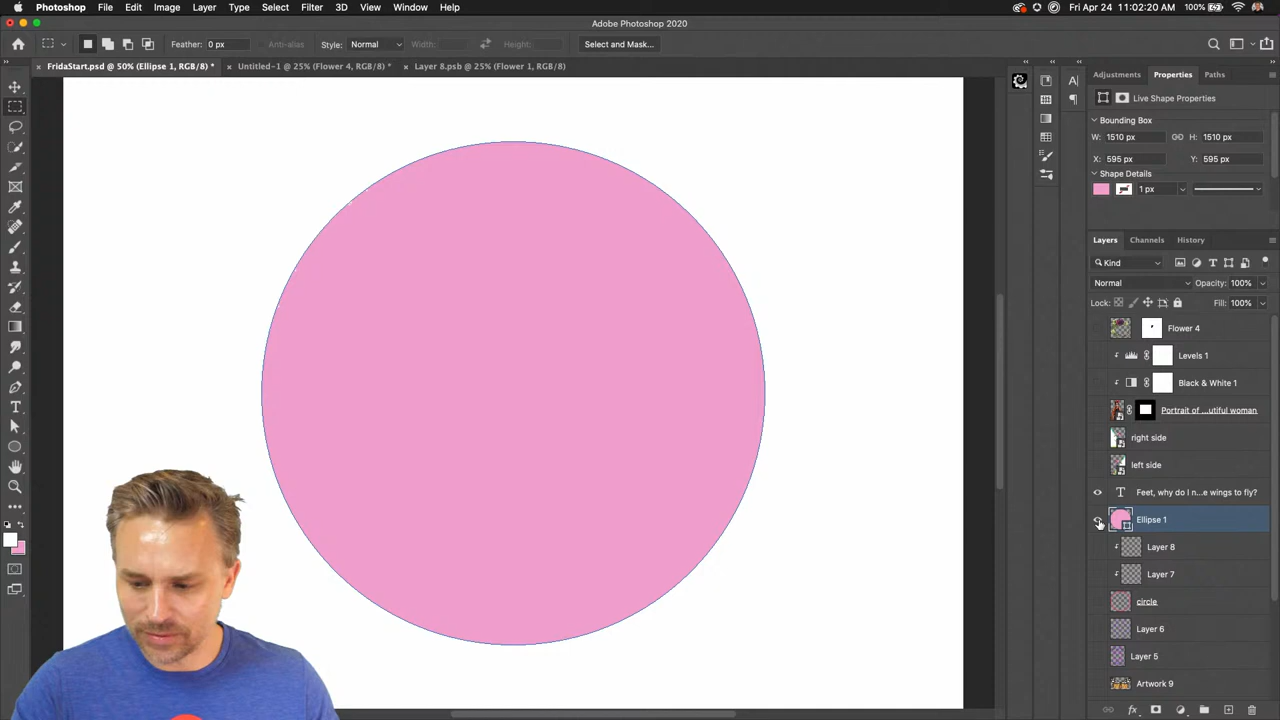 Photoshop File Edit Image Layer Type Select Filter 3D View Window Help 100% Fri Apr 24 11:02:20 AM
Adobe Photoshop 2020
Feather: 0 px Anti-alias Style: Normal Width: Height: Select and Mask...
FridaStart.psd @ 50% (Ellipse 1, RGB/8) * Untitled-1 @ 25% (Flower 4, RGB/8) * Layer 8.psb @ 25% (Flower 1, RGB/8)
Adjustments Properties Paths
Live Shape Properties
Bounding Box
W: 1510 px H: 1510 px
X: 595 px Y: 595 px
Shape Details
1 px
Layers Channels History
Kind
Normal Opacity: 100%
Lock: Fill: 100%
Flower 4
Levels 1
Black & White 1
Portrait of ...utiful woman
right side
left side
Feet, why do I n...e wings to fly?
Ellipse 1
Layer 8
Layer 7
circle
Layer 6
Layer 5
Artwork 9